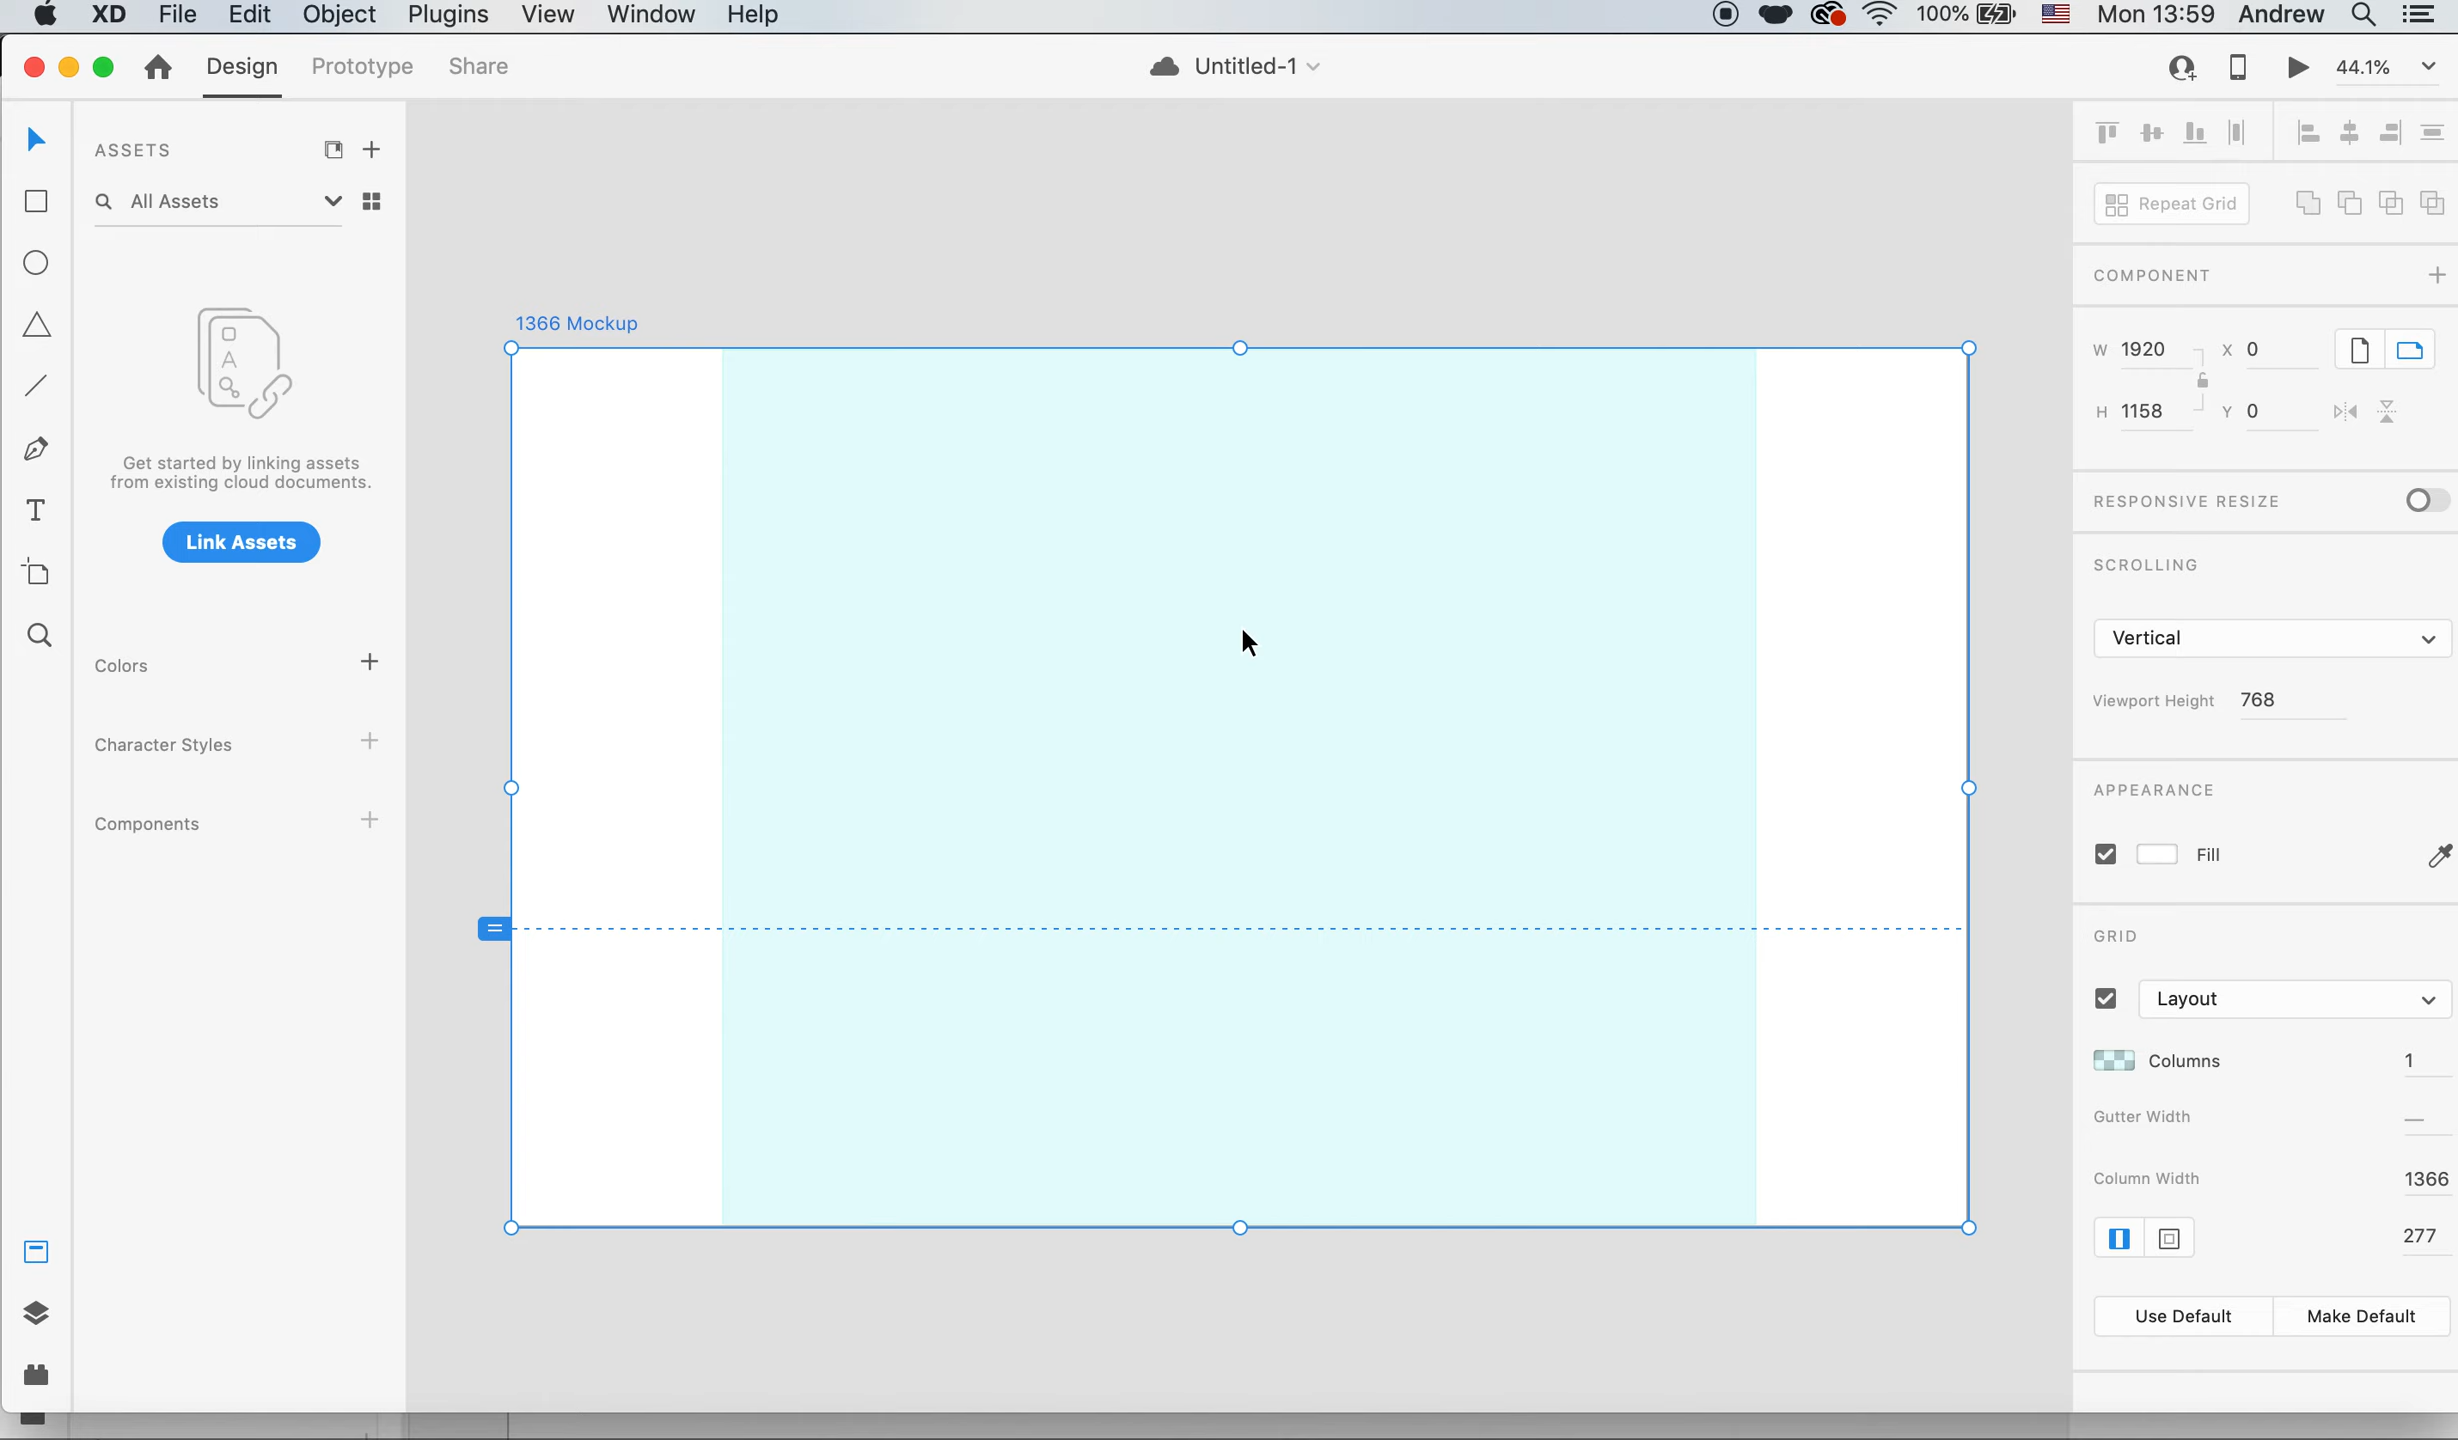 XD File Edit Object Plugins View Window Help 100% Mon 13:59 Andrew
Design Prototype Share Untitled-1 44.1%
ASSETS
All Assets
A
Get started by linking assets
from existing cloud documents.
Link Assets
T
Colors
Character Styles
Components
1366 Mockup
Repeat Grid
COMPONENT
W 1920 X 0
H 1158 Y 0
RESPONSIVE RESIZE
SCROLLING
Vertical
Viewport Height 768
APPEARANCE
Fill
GRID
Layout
Columns 1
Gutter Width —
Column Width 1366
277
Use Default Make Default